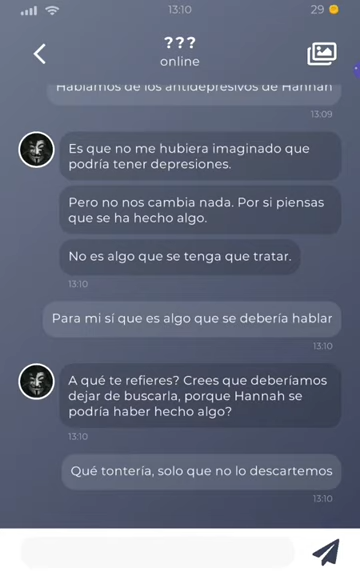 13:10
29
???
online
Hablamos de los antidepresivos de Hannah
13:09
Es que no me hubiera imaginado que
podría tener depresiones.
Pero no nos cambia nada. Por si piensas
que se ha hecho algo.
No es algo que se tenga que tratar.
13:10
Para mi sí que es algo que se debería hablar
13:10
A qué te refieres? Crees que deberíamos
dejar de buscarla, porque Hannah se
podría haber hecho algo?
13:10
Qué tontería, solo que no lo descartemos
13:10